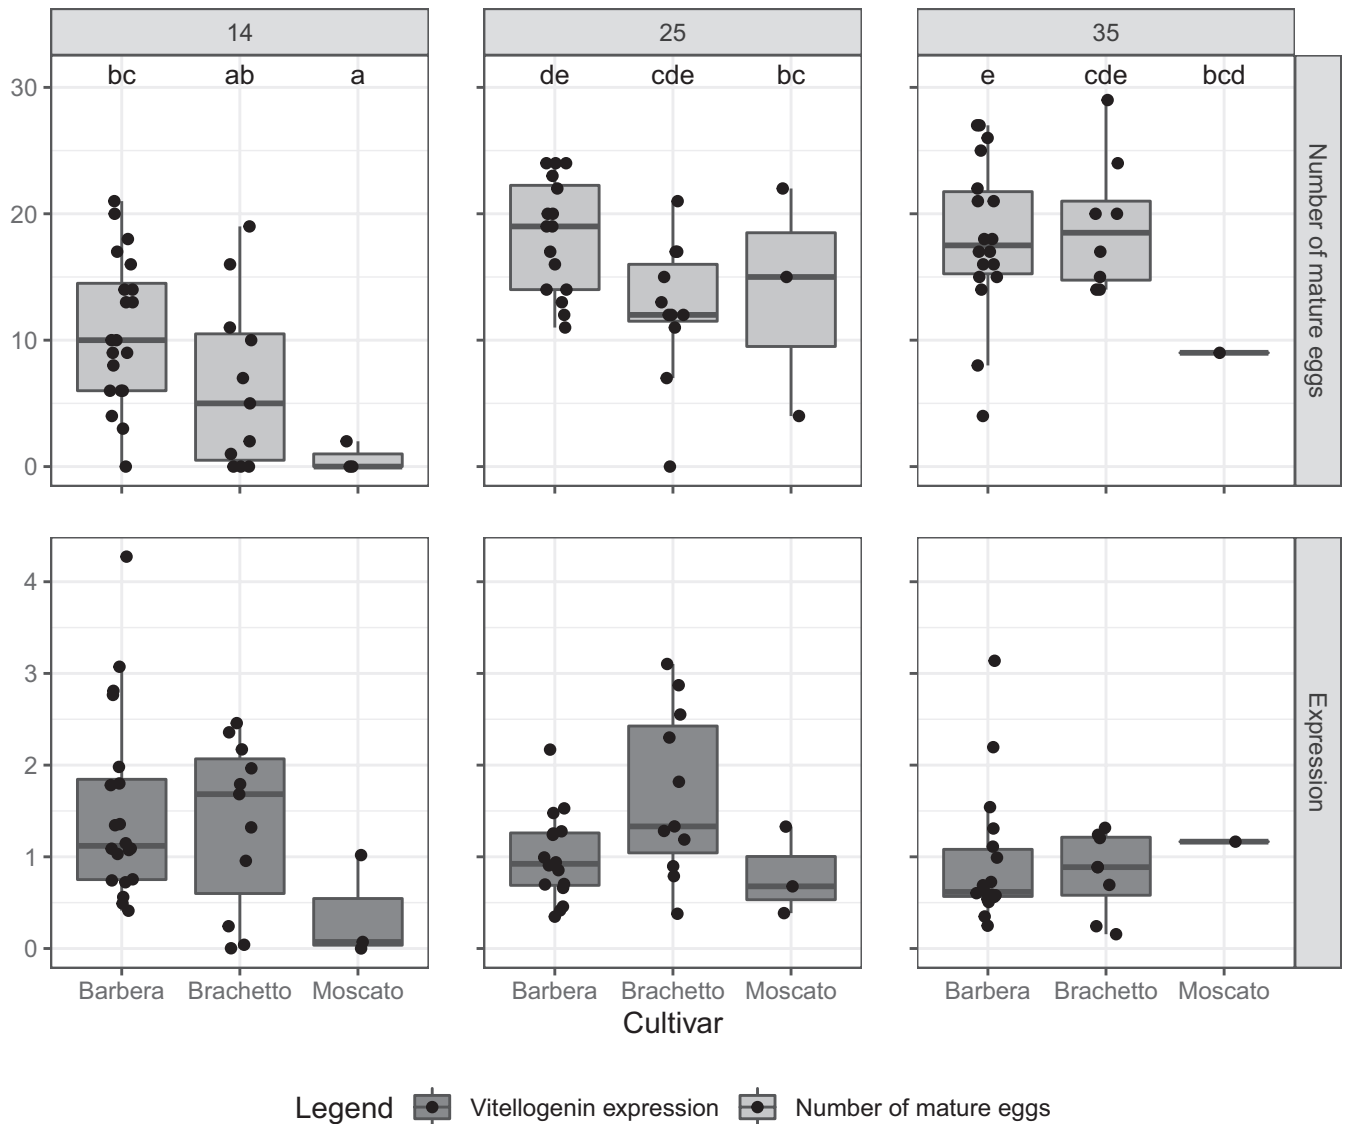 14 25 35
bc ab a de cde bc e cde bcd
30
20
10
0
Number of mature eggs
4
3
2
1
0
Expression
Barbera Brachetto Moscato Barbera Brachetto Moscato Barbera Brachetto Moscato
Cultivar
Legend Vitellogenin expression Number of mature eggs